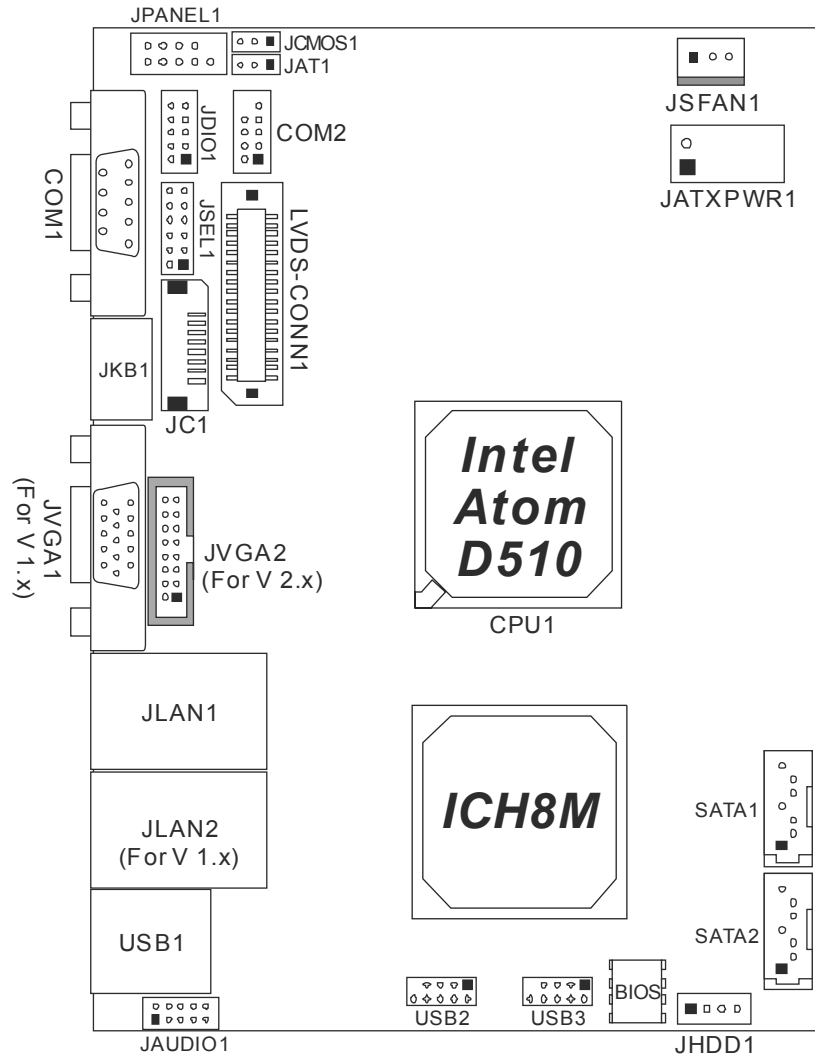 JPANEL1
JCMOS1
JAT1
JSFAN1
JDIO1
COM2
JATXPWR1
COM1
JSEL1
LVDS-CONN1
JKB1
JC1
Intel
Atom
D510
CPU1
JVGA1
(For V 1.x)
JVGA2
(For V 2.x)
JLAN1
ICH8M
JLAN2
(For V 1.x)
SATA1
USB1
SATA2
BIOS
USB2
USB3
JAUDIO1
JHDD1